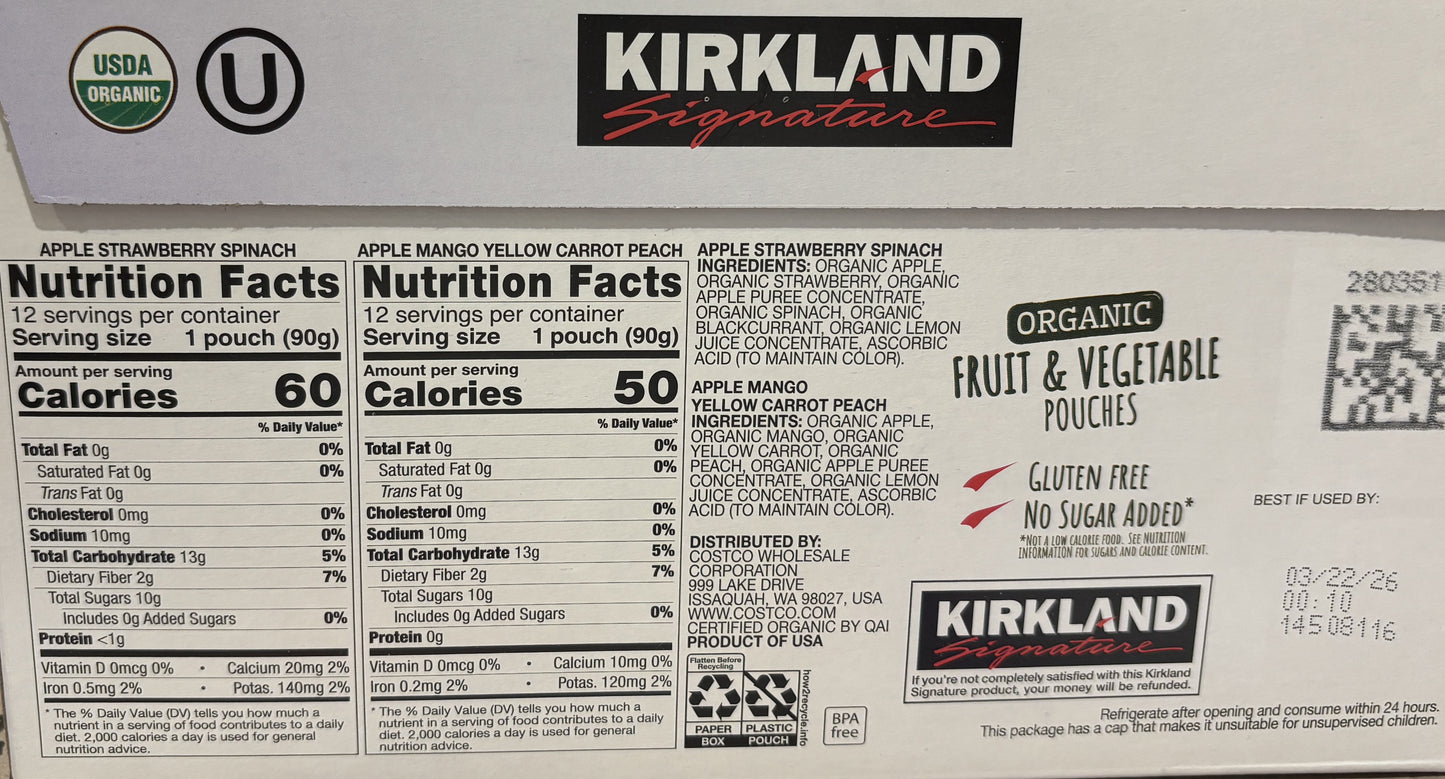 USDA
ORGANIC
U
KIRKLAND
Signature
APPLE STRAWBERRY SPINACH
Nutrition Facts
12 servings per container
Serving size 1 pouch (90g)
Amount per serving
Calories 60
% Daily Value*
Total Fat 0g 0%
Saturated Fat 0g 0%
Trans Fat 0g
Cholesterol 0mg 0%
Sodium 10mg 0%
Total Carbohydrate 13g 5%
Dietary Fiber 2g 7%
Total Sugars 10g
Includes 0g Added Sugars 0%
Protein <1g
Vitamin D 0mcg 0% • Calcium 20mg 2%
Iron 0.5mg 2% • Potas. 140mg 2%
* The % Daily Value (DV) tells you how much a
nutrient in a serving of food contributes to a daily
diet. 2,000 calories a day is used for general
nutrition advice.
APPLE MANGO YELLOW CARROT PEACH
Nutrition Facts
12 servings per container
Serving size 1 pouch (90g)
Amount per serving
Calories 50
% Daily Value*
Total Fat 0g 0%
Saturated Fat 0g 0%
Trans Fat 0g
Cholesterol 0mg 0%
Sodium 10mg 0%
Total Carbohydrate 13g 5%
Dietary Fiber 2g 7%
Total Sugars 10g
Includes 0g Added Sugars 0%
Protein 0g
Vitamin D 0mcg 0% • Calcium 10mg 0%
Iron 0.2mg 2% • Potas. 120mg 2%
* The % Daily Value (DV) tells you how much a
nutrient in a serving of food contributes to a daily
diet. 2,000 calories a day is used for general
nutrition advice.
APPLE STRAWBERRY SPINACH
INGREDIENTS: ORGANIC APPLE,
ORGANIC STRAWBERRY, ORGANIC
APPLE PUREE CONCENTRATE,
ORGANIC SPINACH, ORGANIC
BLACKCURRANT, ORGANIC LEMON
JUICE CONCENTRATE, ASCORBIC
ACID (TO MAINTAIN COLOR).
APPLE MANGO
YELLOW CARROT PEACH
INGREDIENTS: ORGANIC APPLE,
ORGANIC MANGO, ORGANIC
YELLOW CARROT, ORGANIC
PEACH, ORGANIC APPLE PUREE
CONCENTRATE, ORGANIC LEMON
JUICE CONCENTRATE, ASCORBIC
ACID (TO MAINTAIN COLOR).
DISTRIBUTED BY:
COSTCO WHOLESALE
CORPORATION
999 LAKE DRIVE
ISSAQUAH, WA 98027, USA
WWW.COSTCO.COM
CERTIFIED ORGANIC BY QAI
PRODUCT OF USA
Flatten Before
Recycling
PAPER
BOX
PLASTIC
POUCH
how2recycle.info
BPA
free
ORGANIC
FRUIT & VEGETABLE
POUCHES
GLUTEN FREE
NO SUGAR ADDED*
*NOT A LOW CALORIE FOOD. SEE NUTRITION
INFORMATION FOR SUGARS AND CALORIE CONTENT.
KIRKLAND
Signature
If you're not completely satisfied with this Kirkland
Signature product, your money will be refunded.
280351
BEST IF USED BY:
03/22/26
00:10
14508116
Refrigerate after opening and consume within 24 hours.
This package has a cap that makes it unsuitable for unsupervised children.